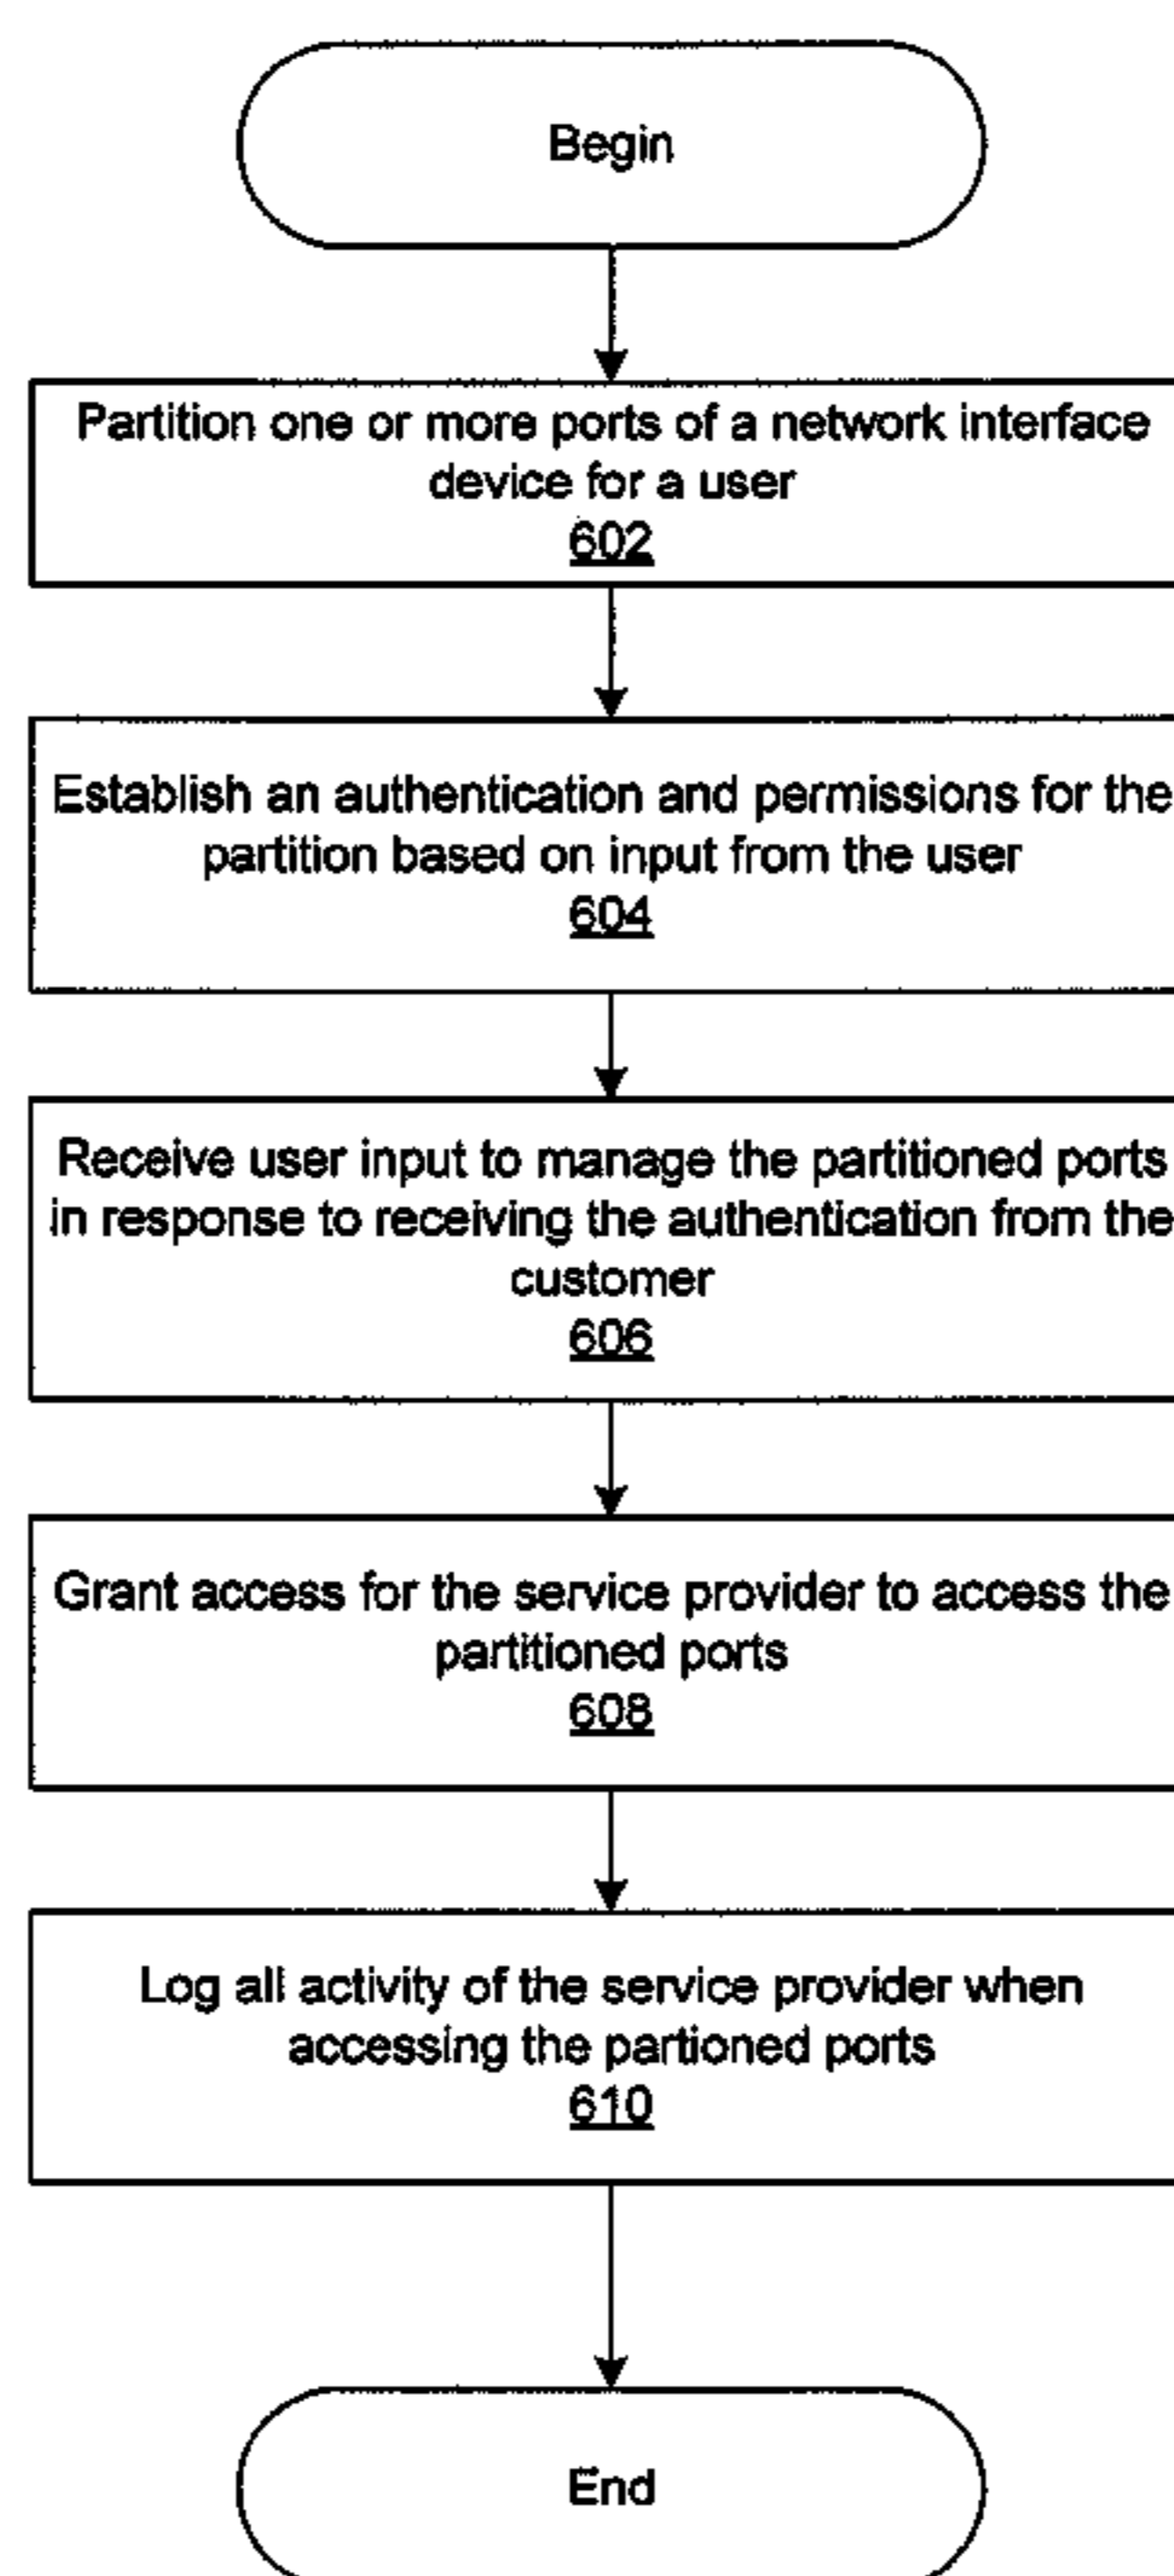 Begin
Partition one or more ports of a network interface
device for a user
602
Establish an authentication and permissions for the
partition based on input from the user
604
Receive user input to manage the partitioned ports
in response to receiving the authentication from the
customer
606
Grant access for the service provider to access the
partitioned ports
608
Log all activity of the service provider when
accessing the partioned ports
610
End